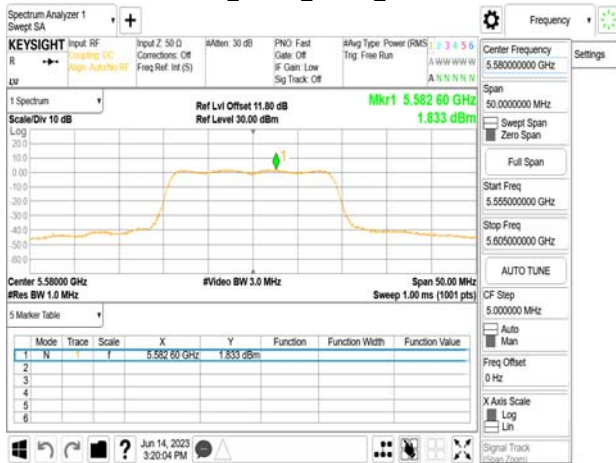 Spectrum Analyzer 1
Swept SA
Frequency
Settings
KEYSIGHT
R
LV
Input: RF
Coupling: DC
Align: Auto/No RF
Input Z: 50 Ω
Corrections: Off
Freq Ref: Int (S)
#Atten: 30 dB
PNO: Fast
Gate: Off
IF Gain: Low
Sig Track: Off
#Avg Type: Power (RMS)
Trig: Free Run
1 2 3 4 5 6
A W W W W W
A N N N N N
1 Spectrum
Scale/Div 10 dB
Ref Lvl Offset 11.80 dB
Ref Level 30.00 dBm
Mkr1 5.582 60 GHz
1.833 dBm
Log
20.0
10.0
0.00
-10.0
-20.0
-30.0
-40.0
-50.0
-60.0
1
Center 5.58000 GHz
#Res BW 1.0 MHz
#Video BW 3.0 MHz
Span 50.00 MHz
Sweep 1.00 ms (1001 pts)
5 Marker Table
Mode Trace Scale X Y Function Function Width Function Value
1 N 1 f 5.582 60 GHz 1.833 dBm
2
3
4
5
6
Jun 14, 2023
3:20:04 PM
Center Frequency
5.580000000 GHz
Span
50.0000000 MHz
Swept Span
Zero Span
Full Span
Start Freq
5.555000000 GHz
Stop Freq
5.605000000 GHz
AUTO TUNE
CF Step
5.000000 MHz
Auto
Man
Freq Offset
0 Hz
X Axis Scale
Log
Lin
Signal Track
(Span Zoom)